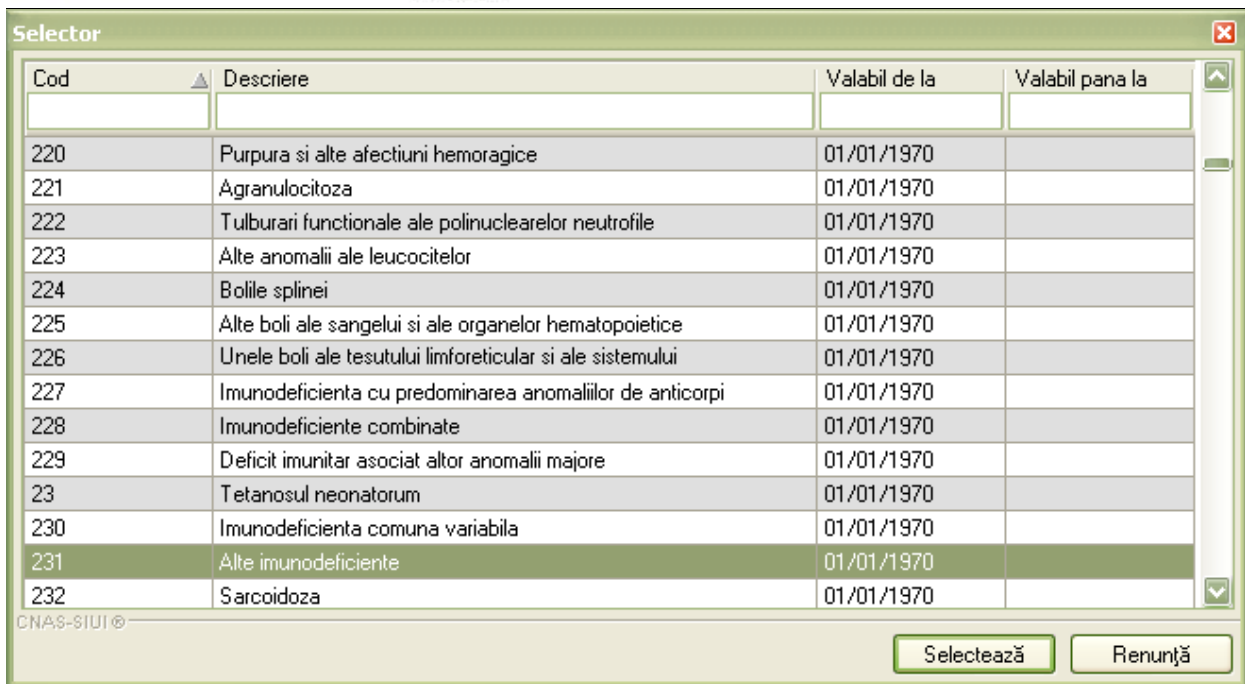 Selector
Cod Descriere Valabil de la Valabil pana la
220 Purpura si alte afectiuni hemoragice 01/01/1970
221 Agranulocitoza 01/01/1970
222 Tulburari functionale ale polinuclearelor neutrofile 01/01/1970
223 Alte anomalii ale leucocitelor 01/01/1970
224 Bolile splinei 01/01/1970
225 Alte boli ale sangelui si ale organelor hematopoietice 01/01/1970
226 Unele boli ale tesutului limforeticular si ale sistemului 01/01/1970
227 Imunodeficienta cu predominarea anomaliilor de anticorpi 01/01/1970
228 Imunodeficiente combinate 01/01/1970
229 Deficit imunitar asociat altor anomalii majore 01/01/1970
23 Tetanosul neonatorum 01/01/1970
230 Imunodeficienta comuna variabila 01/01/1970
231 Alte imunodeficiente 01/01/1970
232 Sarcoidoza 01/01/1970
CNAS-SIUI®
Selectează Renunţă